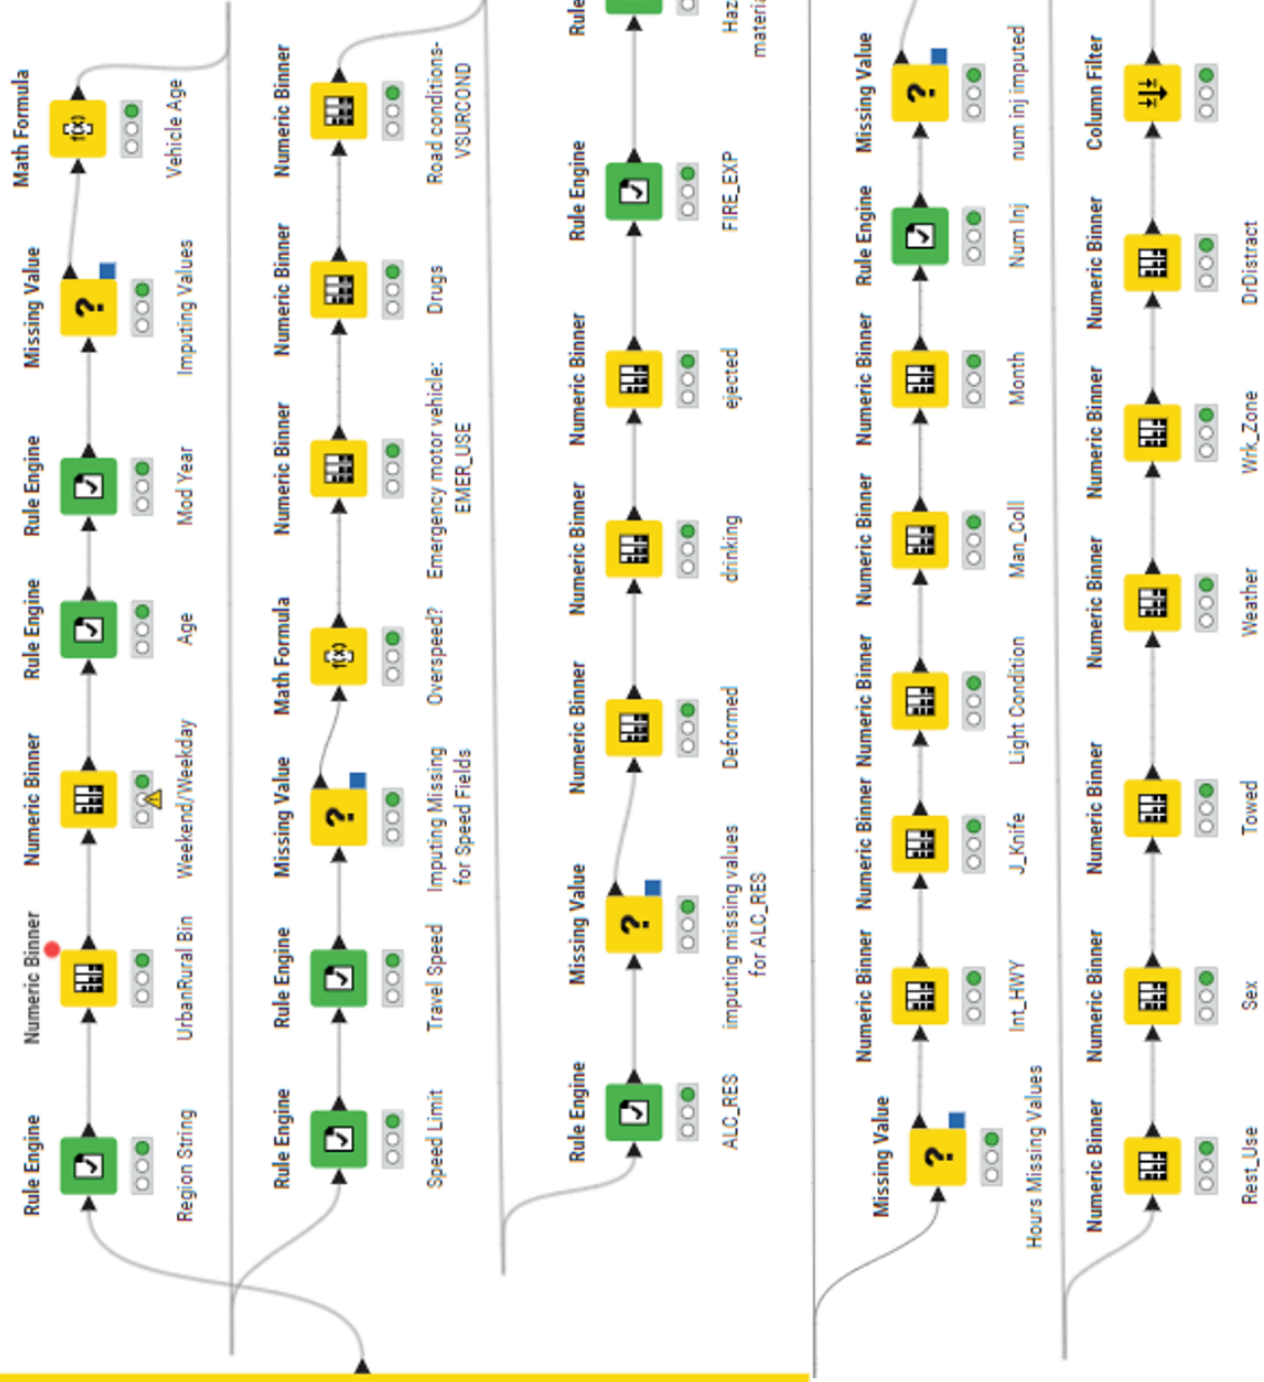 Rule Engine
Region String
Numeric Binner
UrbanRural Bin
Numeric Binner
Weekend/Weekday
Rule Engine
Age
Rule Engine
Mod Year
Missing Value
?
Imputing Values
Math Formula
f(x)
Vehicle Age
Rule Engine
Speed Limit
Rule Engine
Travel Speed
Missing Value
?
Imputing Missing
for Speed Fields
Math Formula
f(x)
Overspeed?
Numeric Binner
Emergency motor vehicle:
EMER_USE
Numeric Binner
Drugs
Numeric Binner
Road conditions-
VSURCOND
Rule Engine
ALC_RES
Missing Value
?
imputing missing values
for ALC_RES
Numeric Binner
Deformed
Numeric Binner
drinking
Numeric Binner
ejected
Rule Engine
FIRE_EXP
Rule
Haz
materia
Missing Value
?
Hours Missing Values
Numeric Binner
Int_HWY
Numeric Binner
J_Knife
Numeric Binner
Light Condition
Numeric Binner
Man_Coll
Numeric Binner
Month
Rule Engine
Num Inj
Missing Value
?
num inj imputed
Numeric Binner
Rest_Use
Numeric Binner
Sex
Numeric Binner
Towed
Numeric Binner
Weather
Numeric Binner
Wrk_Zone
Numeric Binner
DrDistract
Column Filter